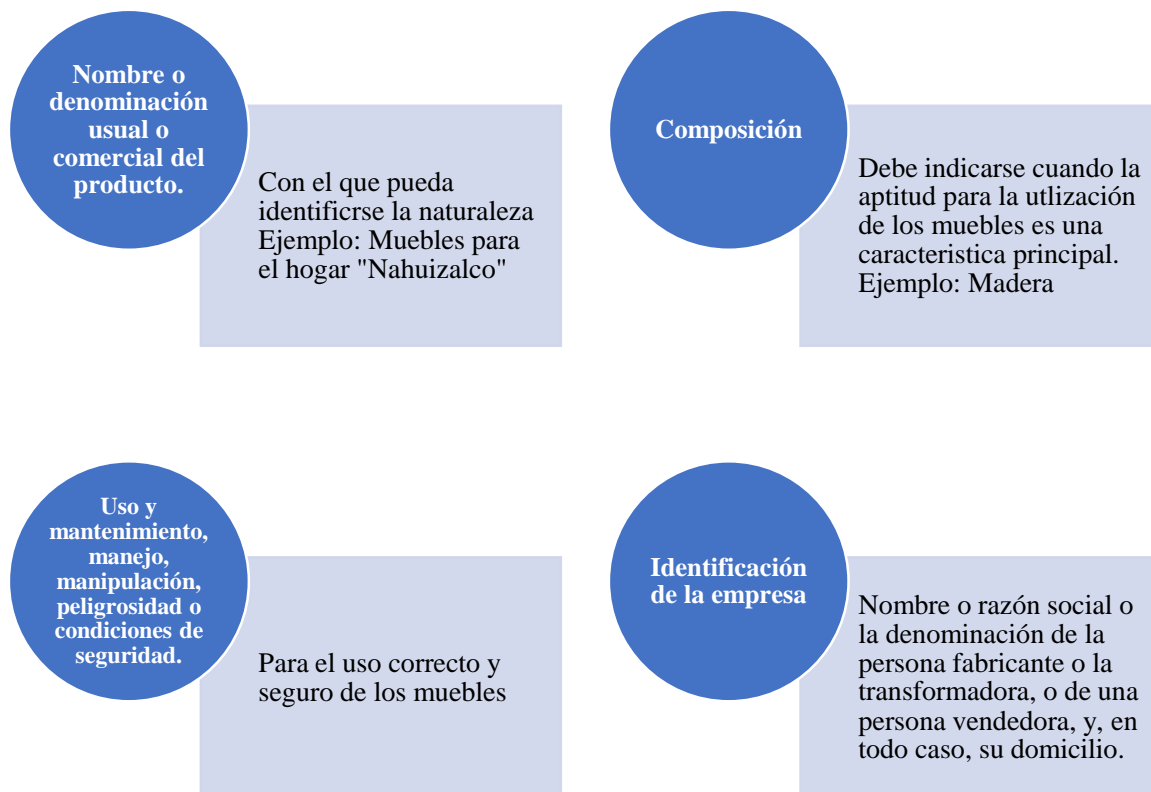 Nombre o
denominación
usual o
comercial del
producto.
Con el que pueda
identificrse la naturaleza
Ejemplo: Muebles para
el hogar "Nahuizalco"
Composición
Debe indicarse cuando la
aptitud para la utlización
de los muebles es una
caracteristica principal.
Ejemplo: Madera
Uso y
mantenimiento,
manejo,
manipulación,
peligrosidad o
condiciones de
seguridad.
Para el uso correcto y
seguro de los muebles
Identificación
de la empresa
Nombre o razón social o
la denominación de la
persona fabricante o la
transformadora, o de una
persona vendedora, y, en
todo caso, su domicilio.